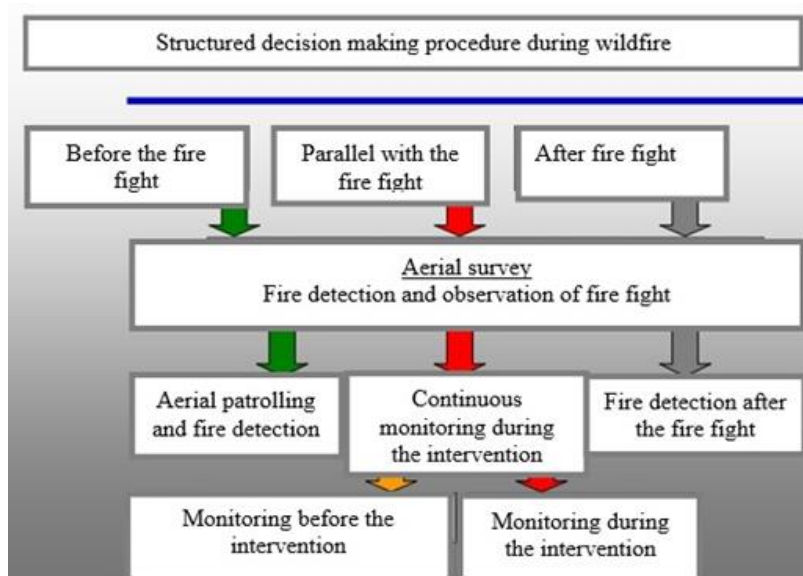 Structured decision making procedure during wildfire
Before the fire
fight
Parallel with the
fire fight
After fire fight
Aerial survey
Fire detection and observation of fire fight
Aerial patrolling
and fire detection
Continuous
monitoring during
the intervention
Fire detection after
the fire fight
Monitoring before the
intervention
Monitoring during
the intervention